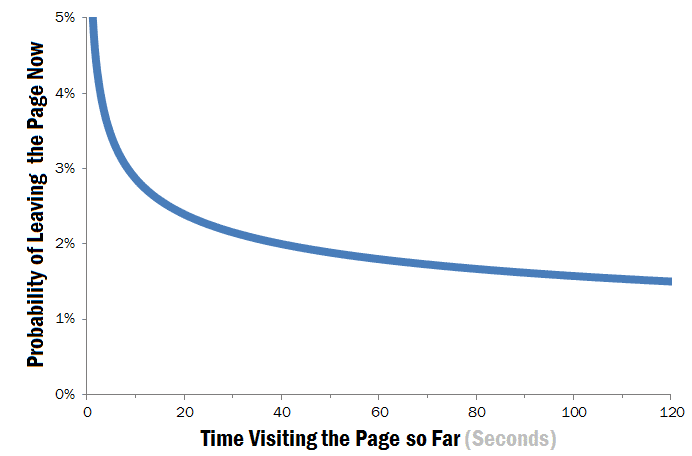 Probability of Leaving the Page Now
5%
4%
3%
2%
1%
0%
0 20 40 60 80 100 120
Time Visiting the Page so Far (Seconds)